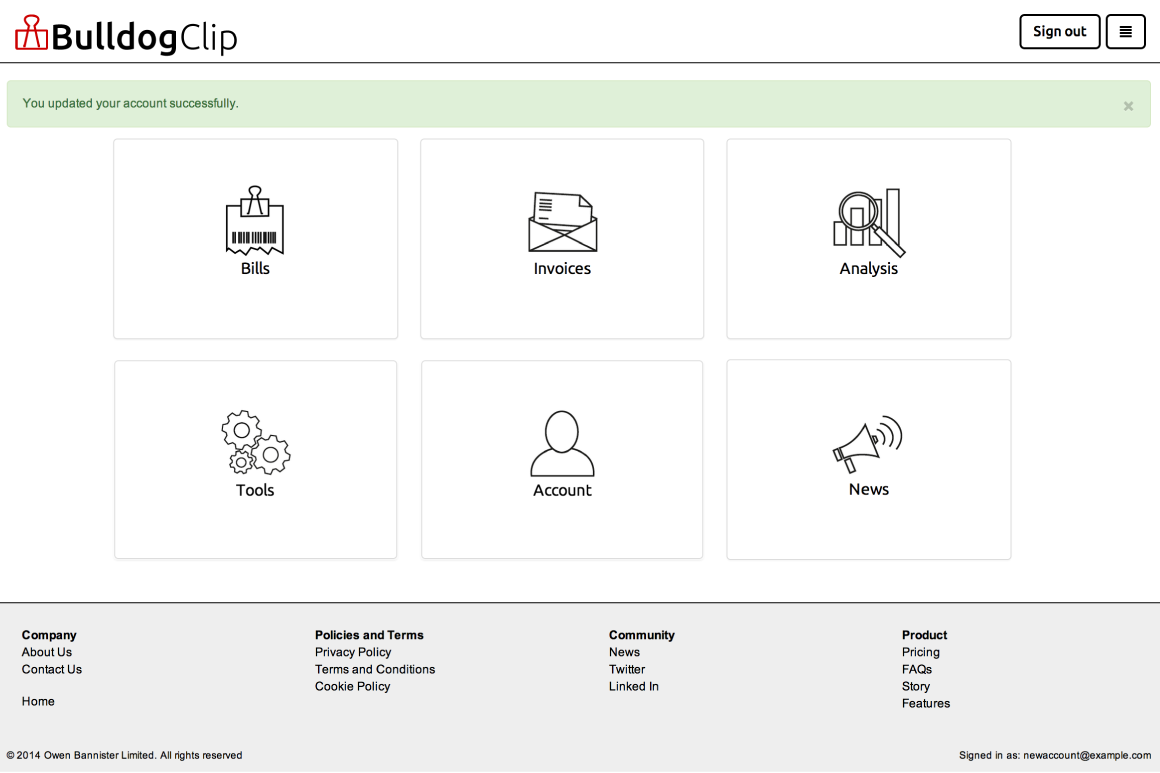 BulldogClip
Sign out
You updated your account successfully.
×
Bills
Invoices
Analysis
Tools
Account
News
Company
About Us
Contact Us
Home
Policies and Terms
Privacy Policy
Terms and Conditions
Cookie Policy
Community
News
Twitter
Linked In
Product
Pricing
FAQs
Story
Features
© 2014 Owen Bannister Limited. All rights reserved
Signed in as: newaccount@example.com